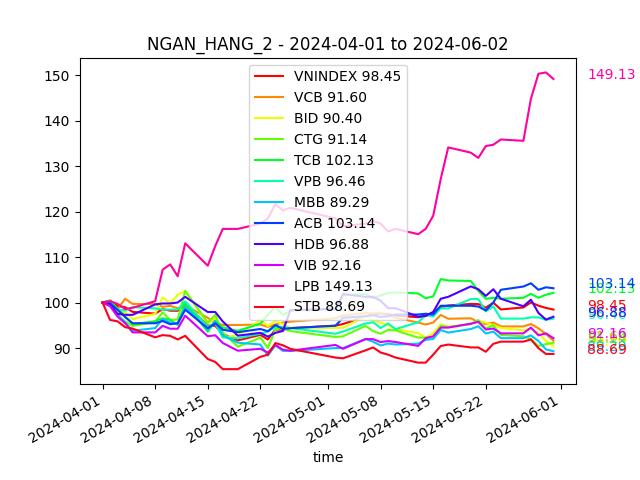 NGAN_HANG_2 - 2024-04-01 to 2024-06-02
150
140
130
120
110
100
90
VNINDEX 98.45
VCB 91.60
BID 90.40
CTG 91.14
TCB 102.13
VPB 96.46
MBB 89.29
ACB 103.14
HDB 96.88
VIB 92.16
LPB 149.13
STB 88.69
149.13
103.14
102.13
98.45
96.88
92.16
88.69
2024-04-01
2024-04-08
2024-04-15
2024-04-22
2024-05-01
2024-05-08
2024-05-15
2024-05-22
2024-06-01
time